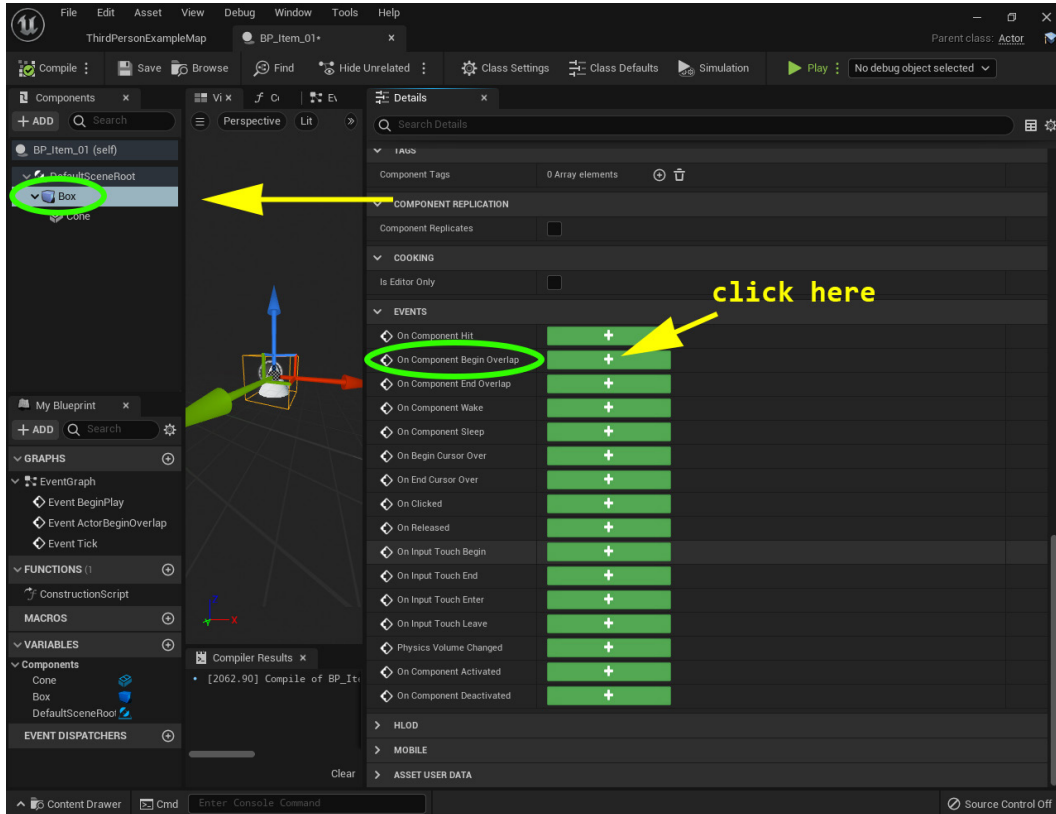 File Edit Asset View Debug Window Tools Help
ThirdPersonExampleMap BP_Item_01* Parent class: Actor
Compile Save Browse Find Hide Unrelated Class Settings Class Defaults Simulation Play No debug object selected
Components
ADD Search
BP_Item_01 (self)
DefaultSceneRoot
Box
Cone
My Blueprint
ADD Search
GRAPHS
EventGraph
Event BeginPlay
Event ActorBeginOverlap
Event Tick
FUNCTIONS (1
ConstructionScript
MACROS
VARIABLES
Components
Cone
Box
DefaultSceneRoot
EVENT DISPATCHERS
Vi Ev
Perspective Lit
X
Compiler Results
[2062.90] Compile of BP_Ite
Clear
Details
Search Details
TAGS
Component Tags 0 Array elements
COMPONENT REPLICATION
Component Replicates
COOKING
Is Editor Only
click here
EVENTS
On Component Hit
On Component Begin Overlap
On Component End Overlap
On Component Wake
On Component Sleep
On Begin Cursor Over
On End Cursor Over
On Clicked
On Released
On Input Touch Begin
On Input Touch End
On Input Touch Enter
On Input Touch Leave
Physics Volume Changed
On Component Activated
On Component Deactivated
HLOD
MOBILE
ASSET USER DATA
Content Drawer Cmd Enter Console Command Source Control Off